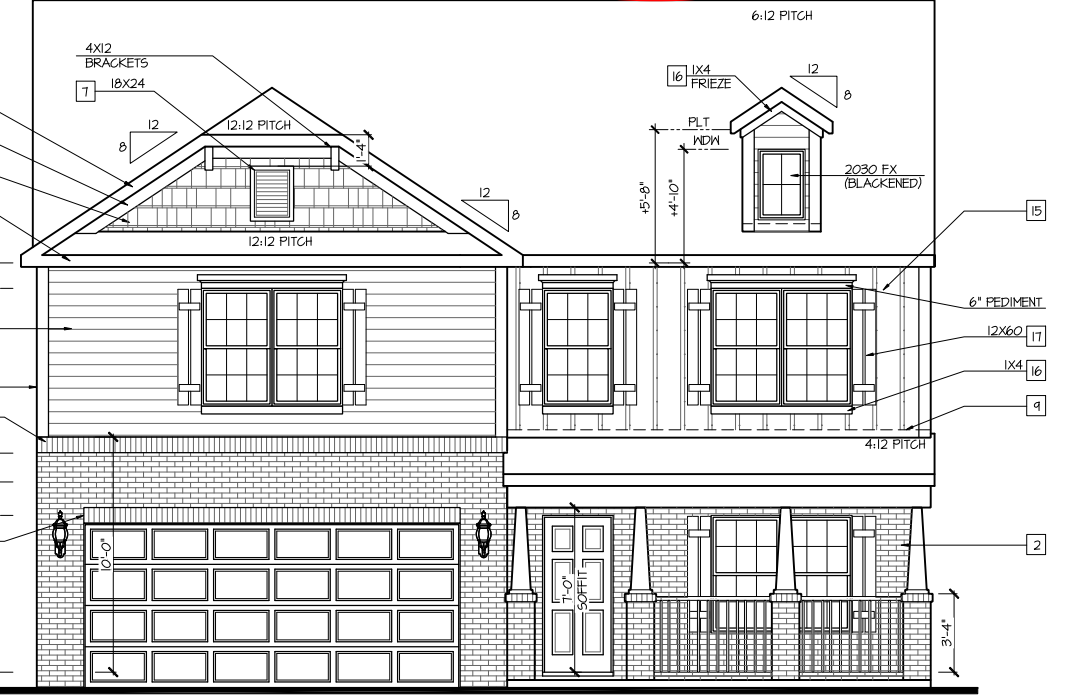 6:12 PITCH
4X12
BRACKETS
7
18X24
12
8
12:12 PITCH
1'-4"
12:12 PITCH
12
8
16
1X4
FRIEZE
12
8
PLT
WDW
+5'-8"
+4'-10"
2030 FX
(BLACKENED)
15
6" PEDIMENT
12X60
17
1X4
16
9
4:12 PITCH
10'-0"
7'-0"
SOFFIT
2
3'-4"